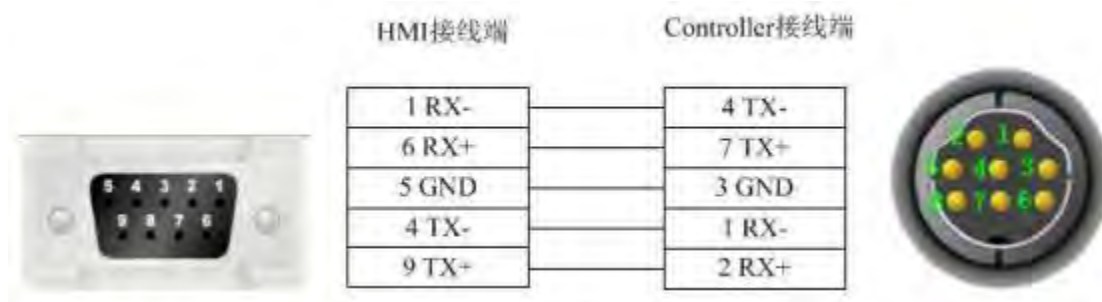 HMI接线端
Controller接线端
1 RX-
4 TX-
6 RX+
7 TX+
5 GND
3 GND
4 TX-
1 RX-
9 TX+
2 RX+
5 4 3 2 1
9 8 7 6
2 1
5 4 3
8 7 6